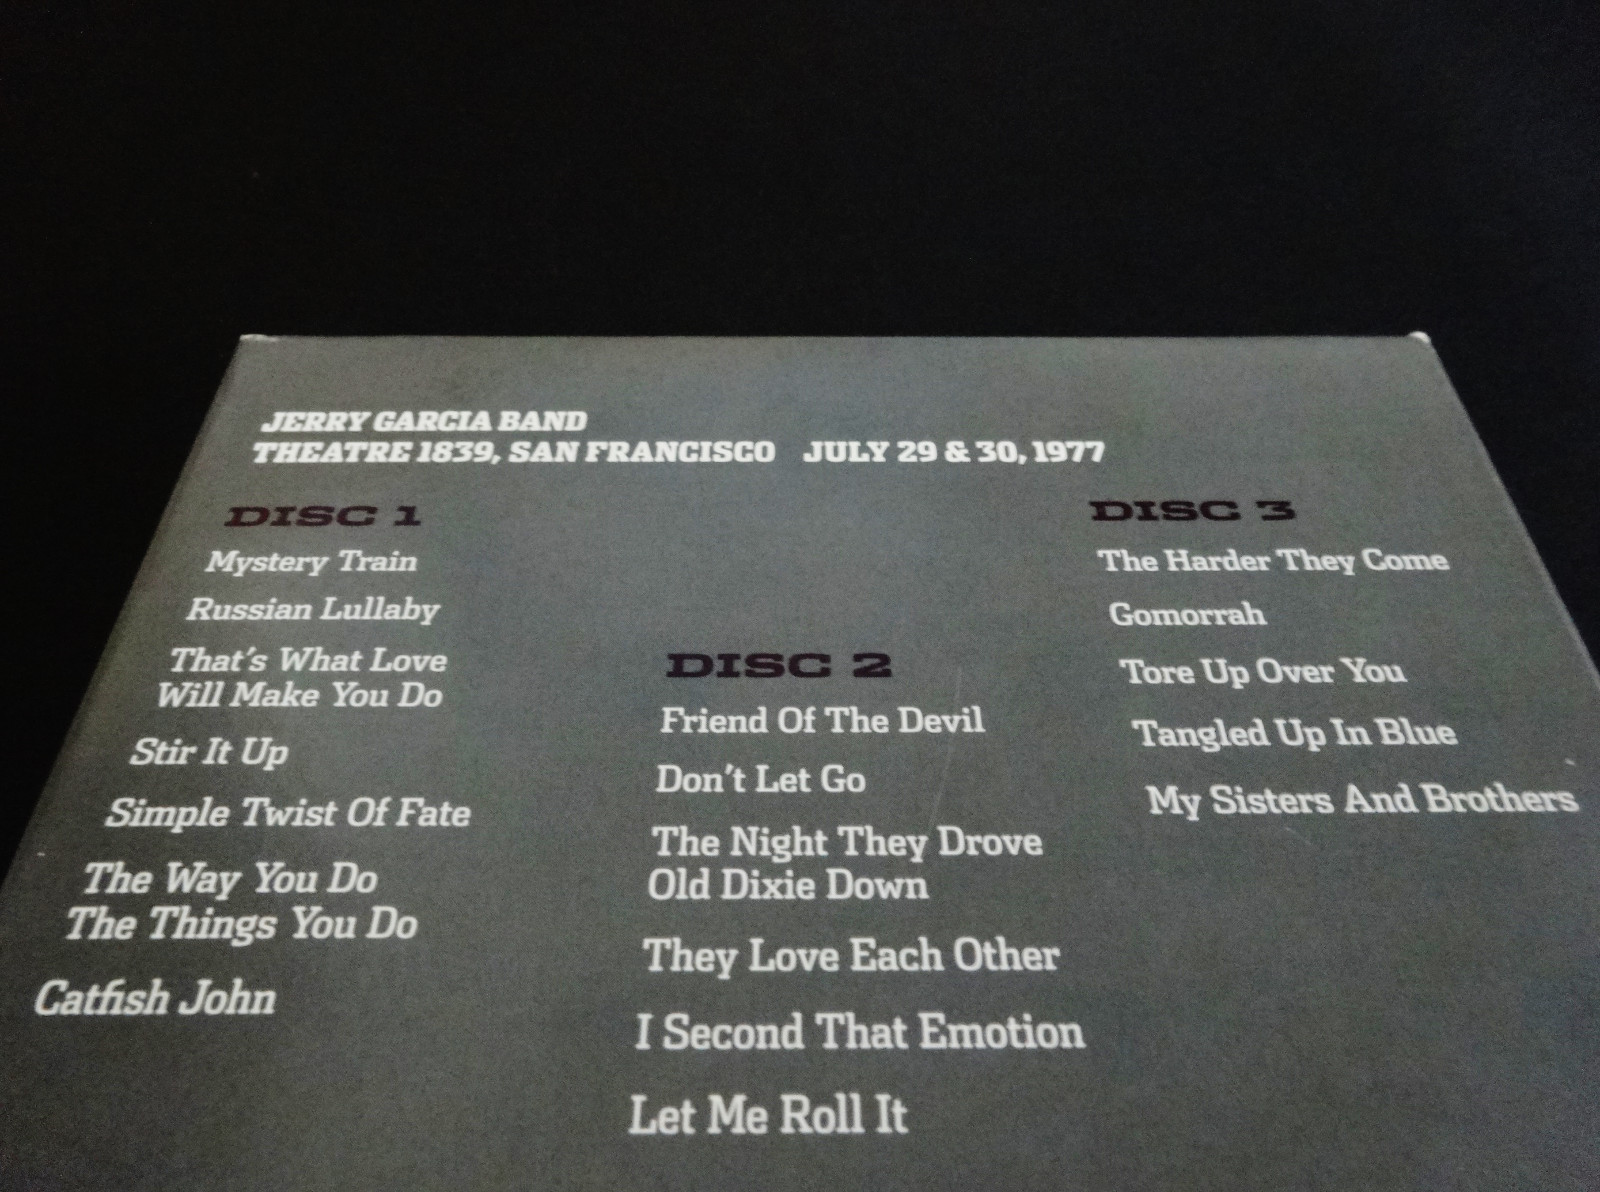 JERRY GARCIA BAND
THEATRE 1839, SAN FRANCISCO JULY 29 & 30, 1977
DISC 1
Mystery Train
Russian Lullaby
That's What Love
Will Make You Do
Stir It Up
Simple Twist Of Fate
The Way You Do
The Things You Do
Catfish John
DISC 2
Friend Of The Devil
Don't Let Go
The Night They Drove
Old Dixie Down
They Love Each Other
I Second That Emotion
Let Me Roll It
DISC 3
The Harder They Come
Gomorrah
Tore Up Over You
Tangled Up In Blue
My Sisters And Brothers